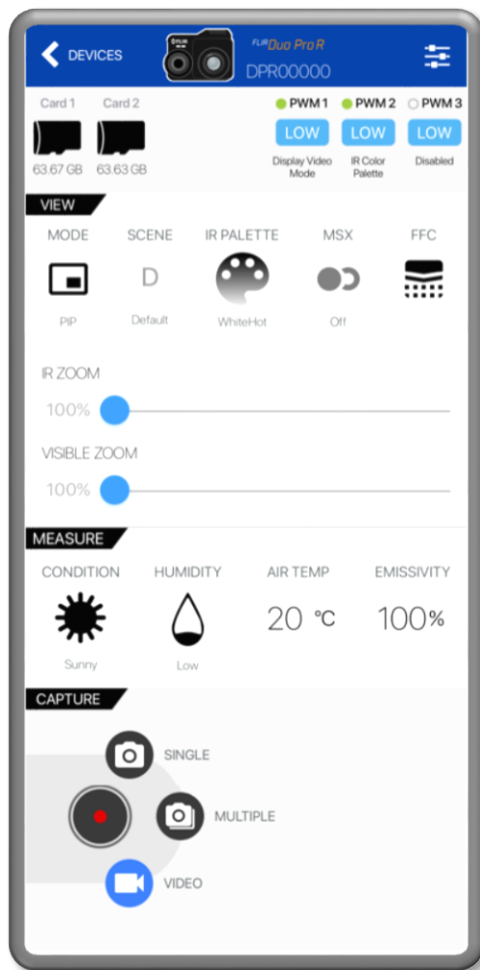 DEVICES
FLIR Duo Pro R
DPR00000
Card 1 Card 2 PWM 1 PWM 2 PWM 3
LOW LOW LOW
63.67 GB 63.63 GB
Display Video Mode
IR Color Palette
Disabled
VIEW
MODE SCENE IR PALETTE MSX FFC
D
PIP Default WhiteHot Off
IR ZOOM
100%
VISIBLE ZOOM
100%
MEASURE
CONDITION HUMIDITY AIR TEMP EMISSIVITY
20 °C 100%
Sunny Low
CAPTURE
SINGLE
MULTIPLE
VIDEO